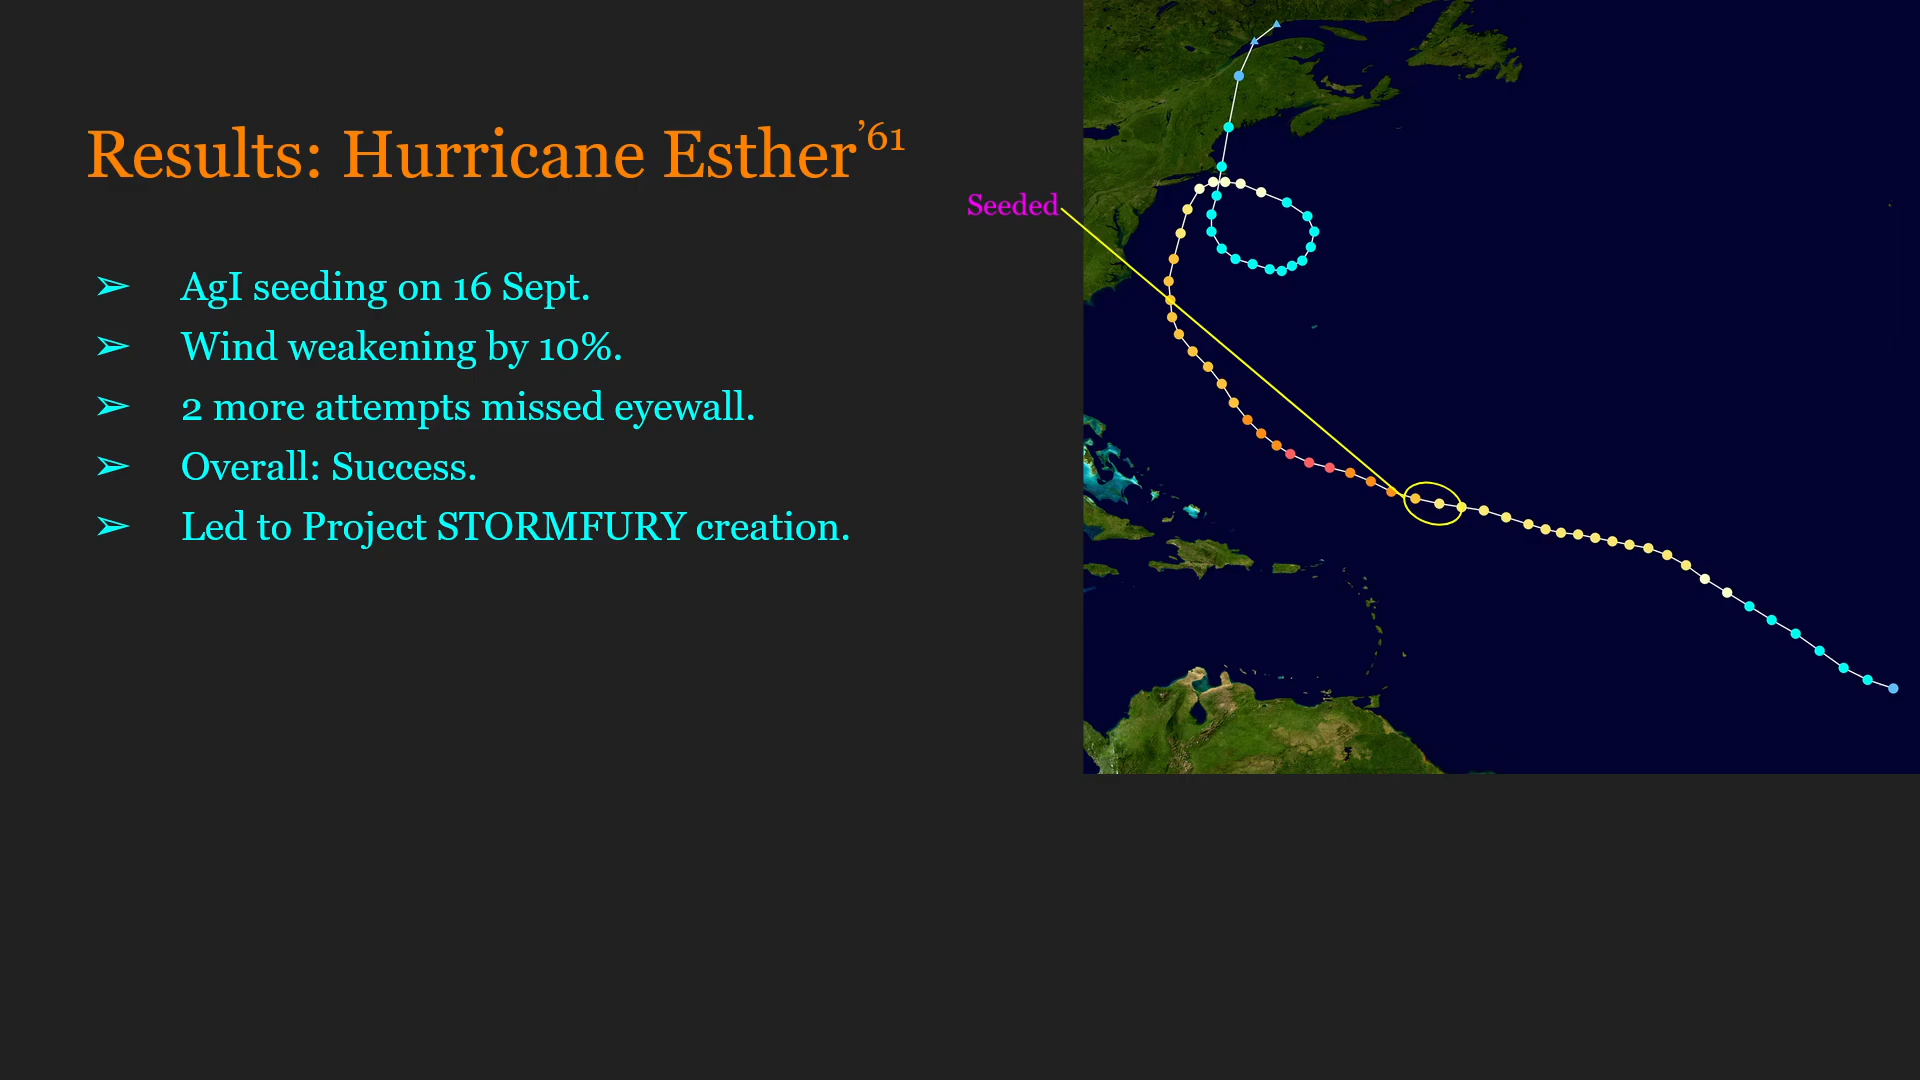 Results: Hurricane Esther ’61
Seeded
➢ AgI seeding on 16 Sept.
➢ Wind weakening by 10%.
➢ 2 more attempts missed eyewall.
➢ Overall: Success.
➢ Led to Project STORMFURY creation.